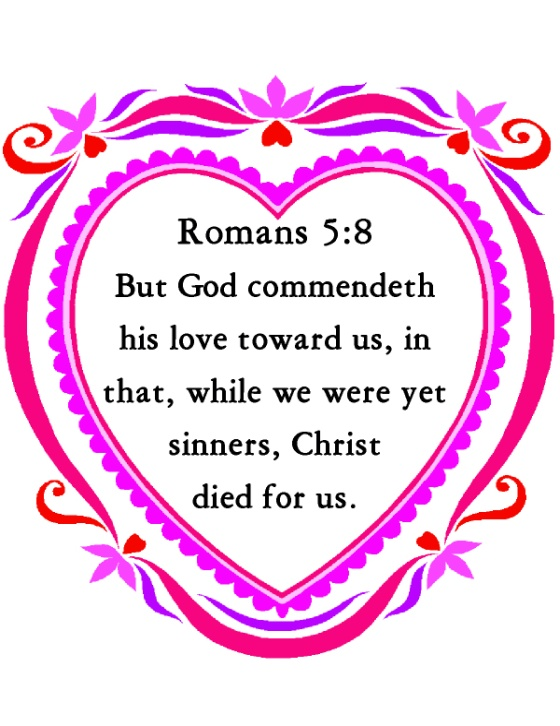 Romans 5:8
But God commendeth
his love toward us, in
that, while we were yet
sinners, Christ
died for us.